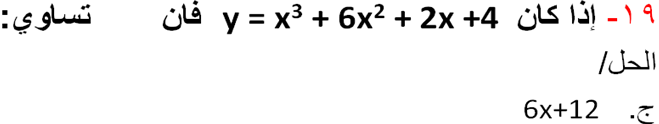 ١٩- إذا كان y = x³ + 6x² + 2x +4 فان تساوي:
الحل/
ج. 6x+12